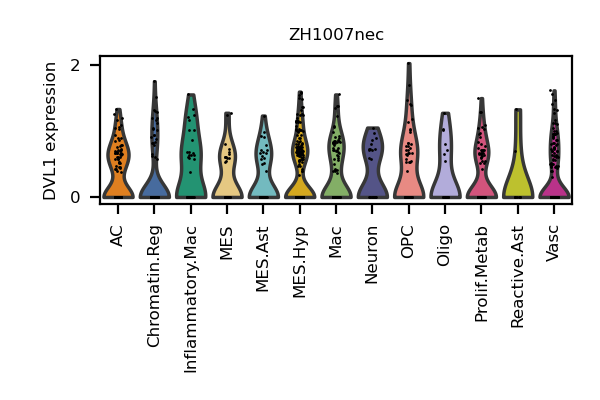 ZH1007nec
DVL1 expression
2
0
AC
Chromatin.Reg
Inflammatory.Mac
MES
MES.Ast
MES.Hyp
Mac
Neuron
OPC
Oligo
Prolif.Metab
Reactive.Ast
Vasc